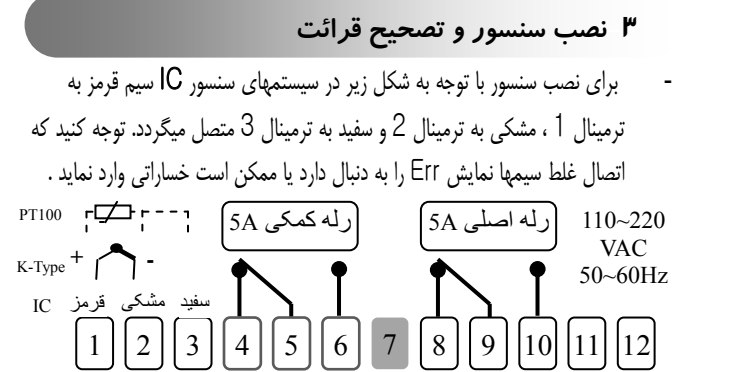 ۳ نصب سنسور و تصحیح قرائت
- برای نصب سنسور با توجه به شکل زیر در سیستمهای سنسور IC سیم قرمز به
ترمینال 1 ، مشکی به ترمینال 2 و سفید به ترمینال 3 متصل میگردد. توجه کنید که
اتصال غلط سیمها نمایش Err را به دنبال دارد یا ممکن است خساراتی وارد نماید .
PT100
رله کمکی 5A
رله اصلی 5A
110~220
VAC
50~60Hz
K-Type + -
IC قرمز مشکی سفید
1 2 3 4 5 6 7 8 9 10 11 12